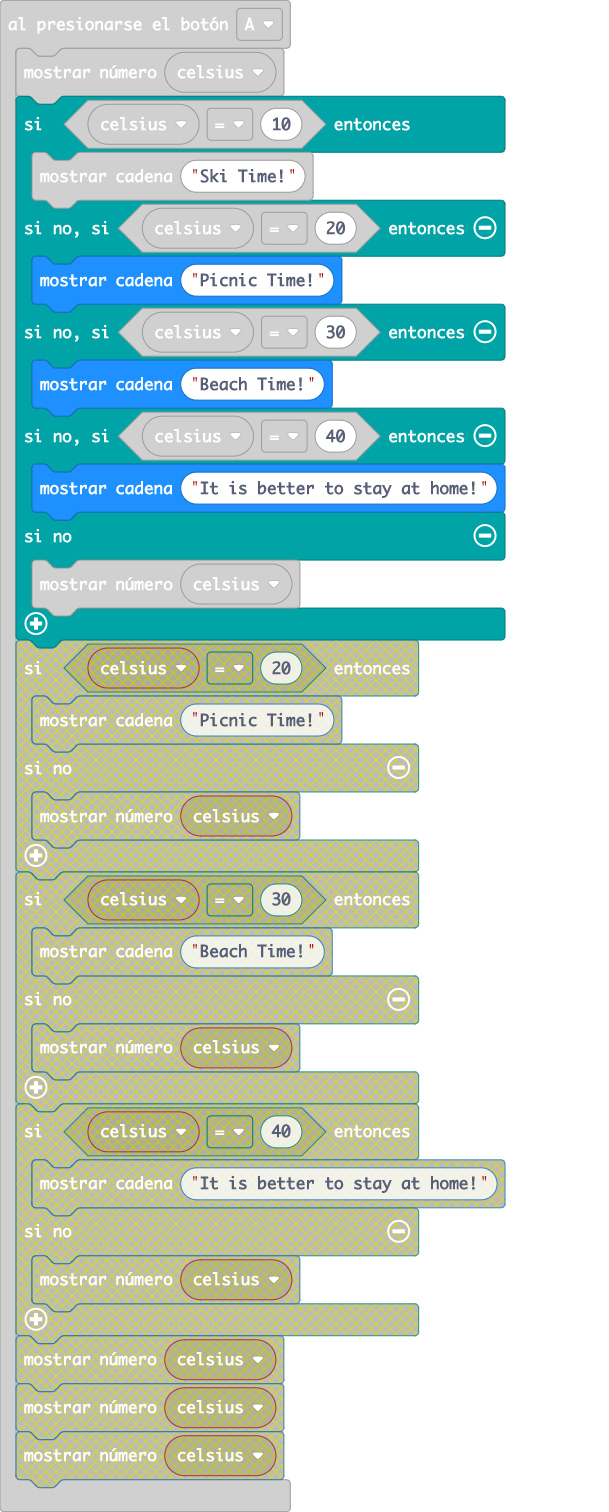 al presionarse el botón A
mostrar número celsius
si celsius = 10 entonces
mostrar cadena "Ski Time!"
si no, si celsius = 20 entonces
mostrar cadena "Picnic Time!"
si no, si celsius = 30 entonces
mostrar cadena "Beach Time!"
si no, si celsius = 40 entonces
mostrar cadena "It is better to stay at home!"
si no
mostrar número celsius
si celsius = 20 entonces
mostrar cadena "Picnic Time!"
si no
mostrar número celsius
si celsius = 30 entonces
mostrar cadena "Beach Time!"
si no
mostrar número celsius
si celsius = 40 entonces
mostrar cadena "It is better to stay at home!"
si no
mostrar número celsius
mostrar número celsius
mostrar número celsius
mostrar número celsius